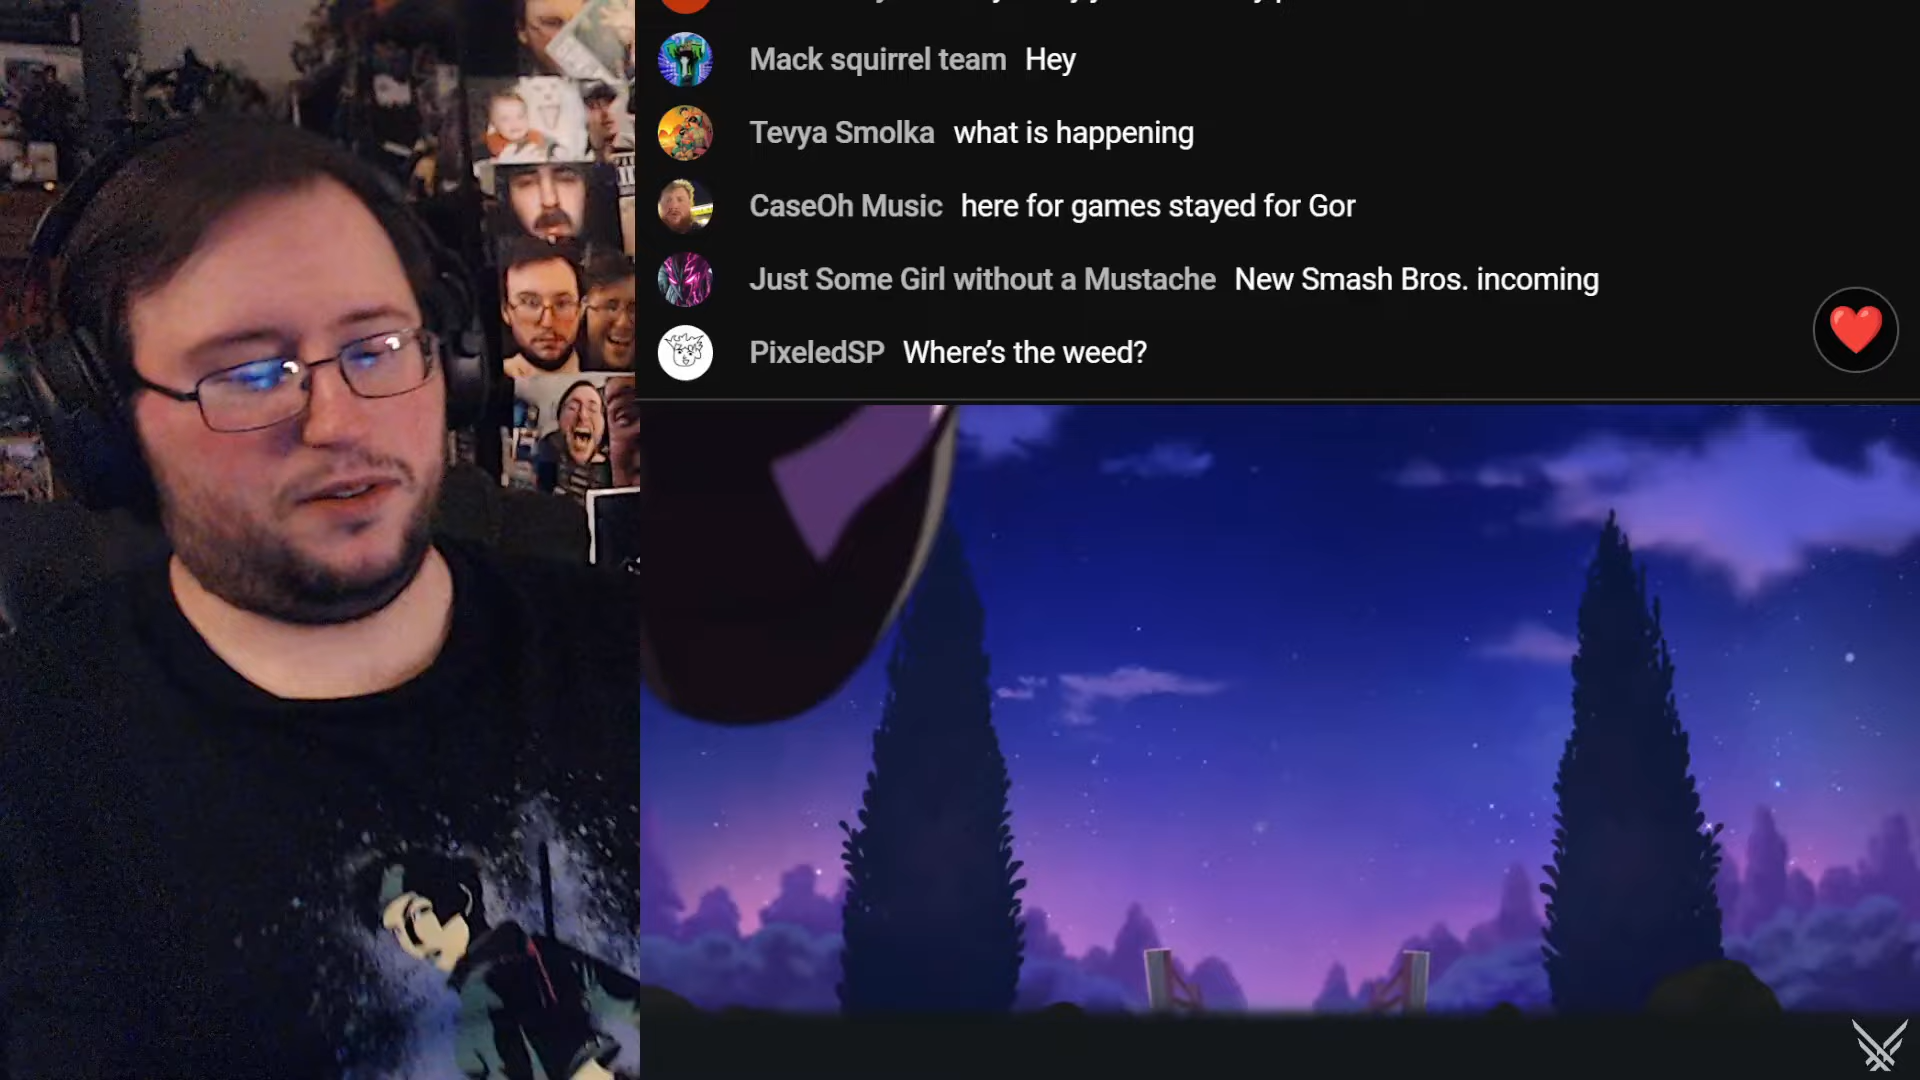 Mack squirrel team Hey
Tevya Smolka what is happening
CaseOh Music here for games stayed for Gor
Just Some Girl without a Mustache New Smash Bros. incoming
PixeledSP Where’s the weed?